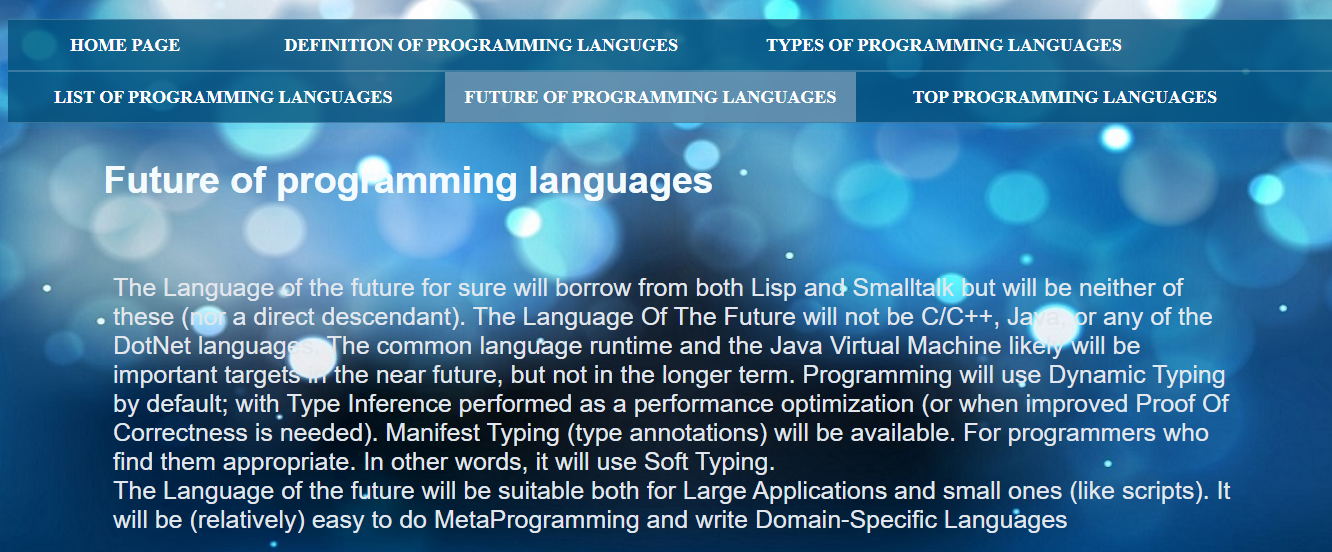 HOME PAGE DEFINITION OF PROGRAMMING LANGUGES TYPES OF PROGRAMMING LANGUAGES
LIST OF PROGRAMMING LANGUAGES FUTURE OF PROGRAMMING LANGUAGES TOP PROGRAMMING LANGUAGES
Future of programming languages
The Language of the future for sure will borrow from both Lisp and Smalltalk but will be neither of
these (nor a direct descendant). The Language Of The Future will not be C/C++, Java, or any of the
DotNet languages. The common language runtime and the Java Virtual Machine likely will be
important targets in the near future, but not in the longer term. Programming will use Dynamic Typing
by default; with Type Inference performed as a performance optimization (or when improved Proof Of
Correctness is needed). Manifest Typing (type annotations) will be available. For programmers who
find them appropriate. In other words, it will use Soft Typing.
The Language of the future will be suitable both for Large Applications and small ones (like scripts). It
will be (relatively) easy to do MetaProgramming and write Domain-Specific Languages